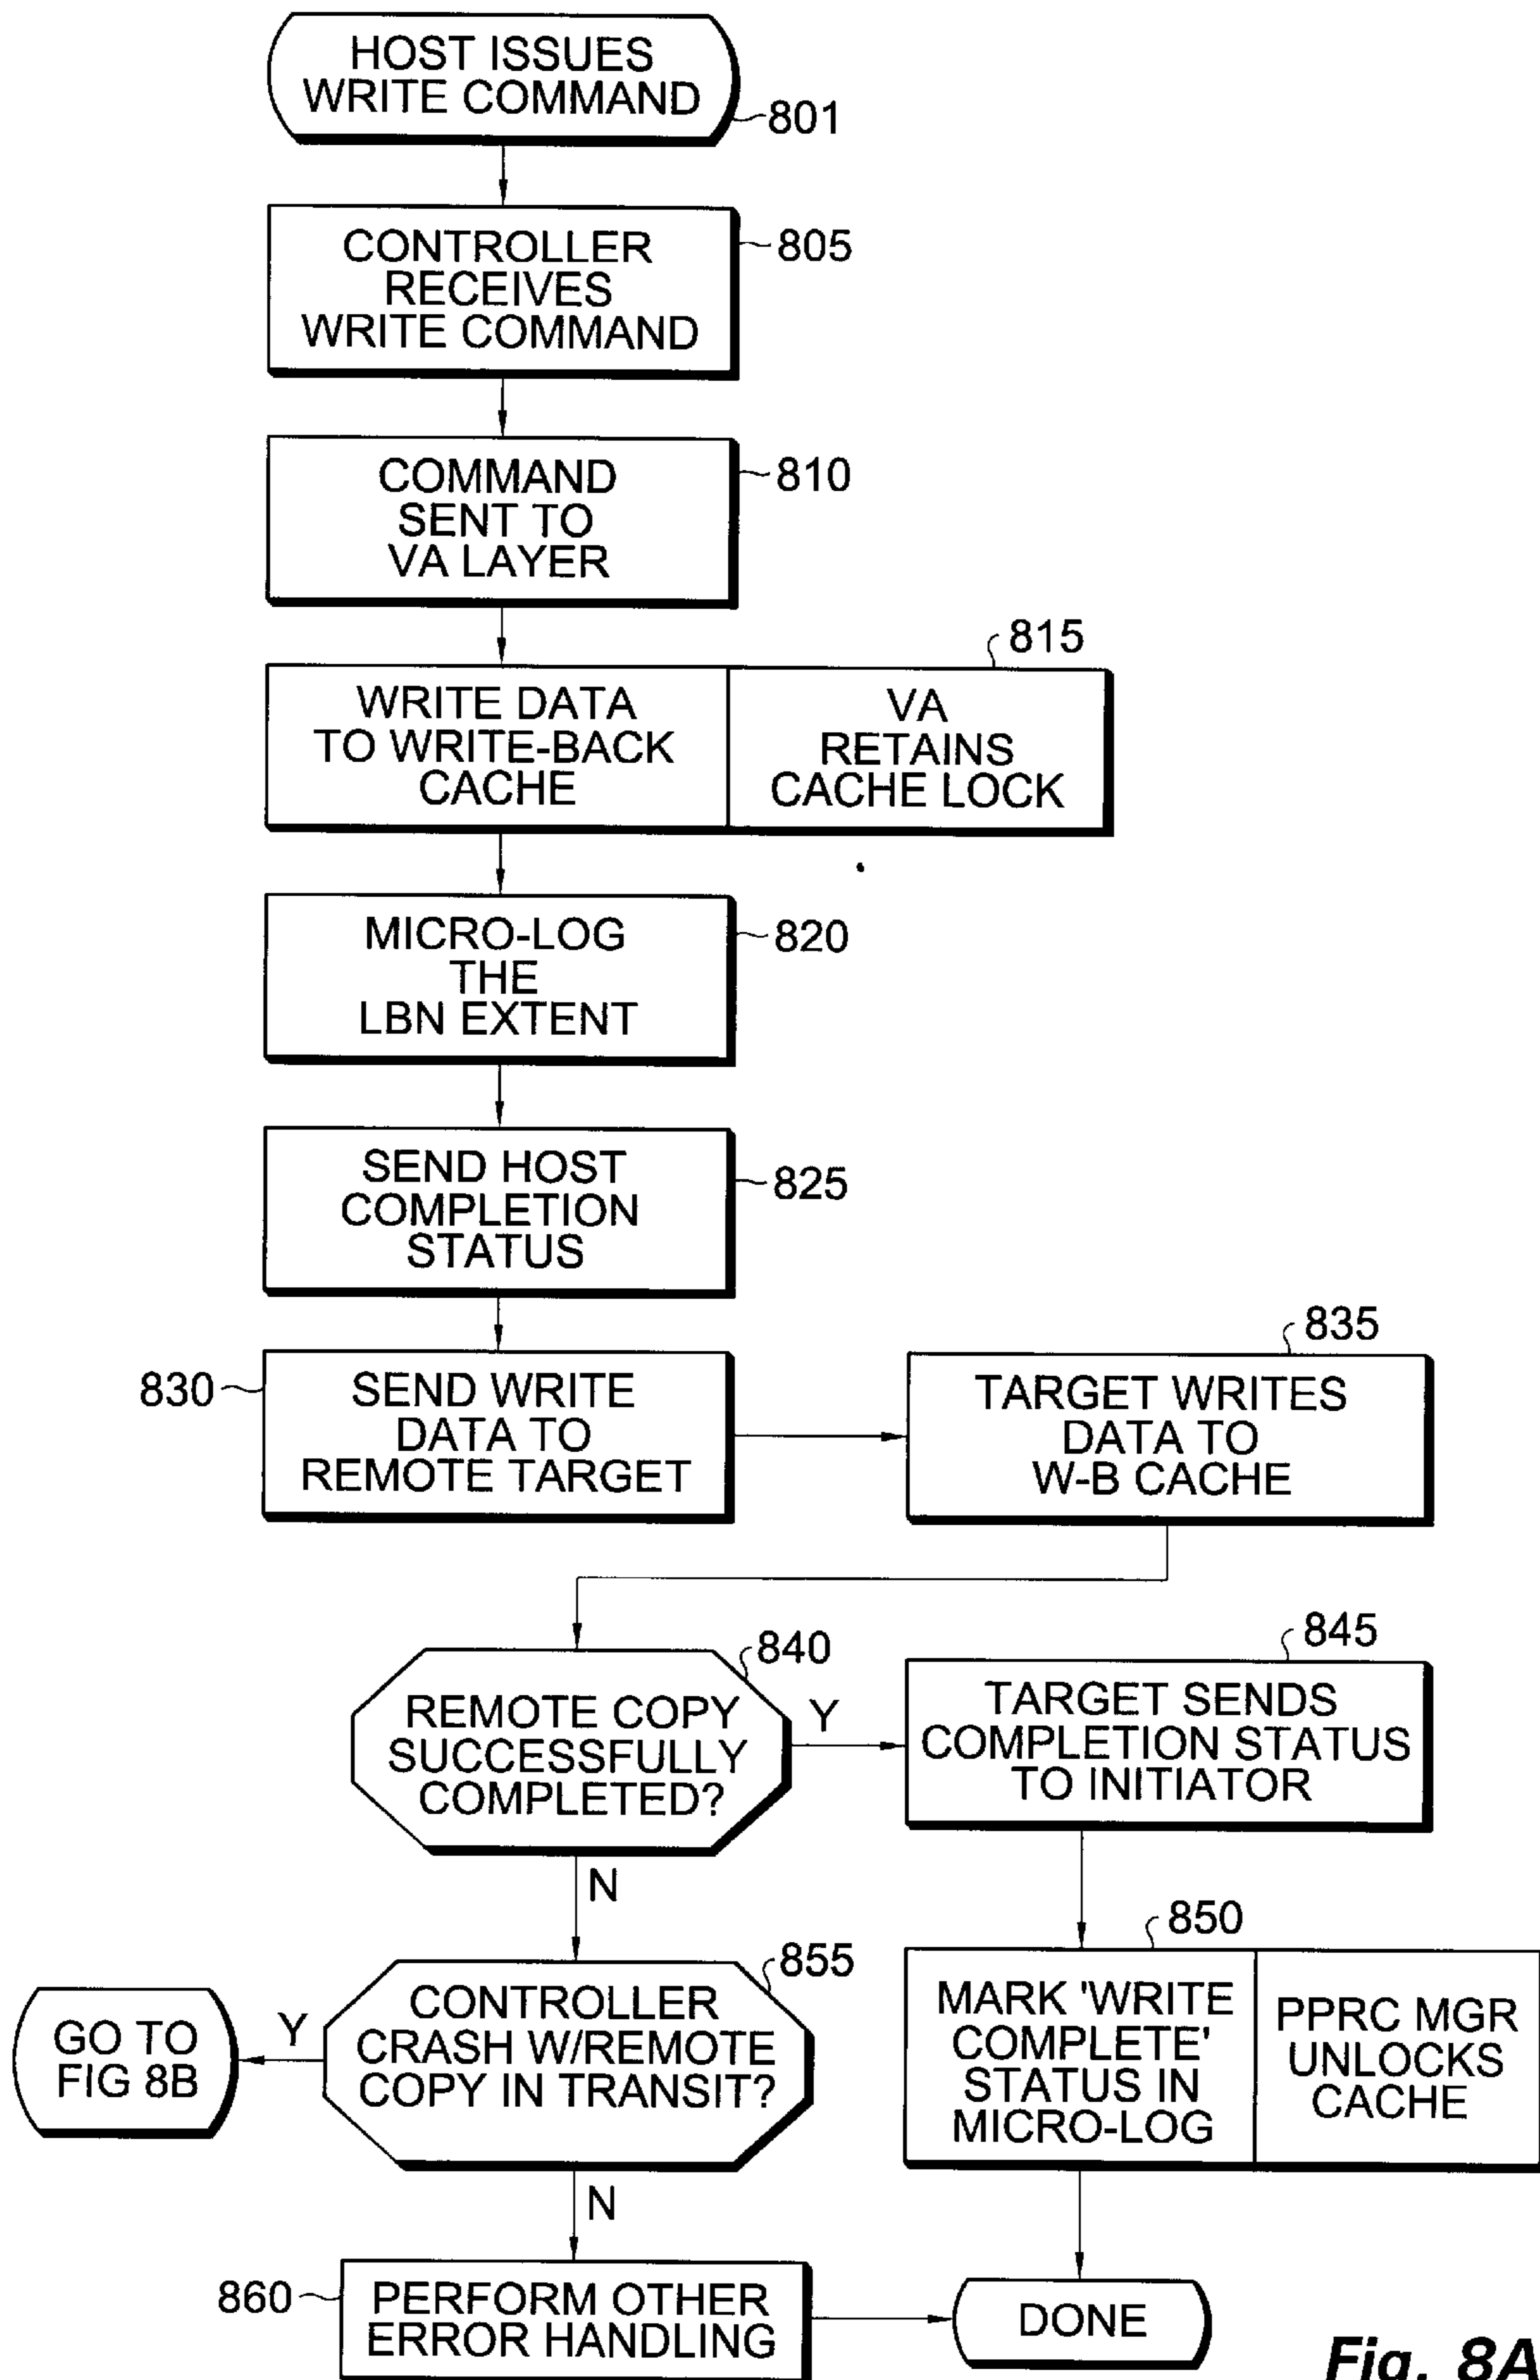 HOST ISSUES
WRITE COMMAND
801
CONTROLLER
RECEIVES
WRITE COMMAND
805
COMMAND
SENT TO
VA LAYER
810
815
WRITE DATA
TO WRITE-BACK
CACHE
VA
RETAINS
CACHE LOCK
MICRO-LOG
THE
LBN EXTENT
820
SEND HOST
COMPLETION
STATUS
825
830
SEND WRITE
DATA TO
REMOTE TARGET
835
TARGET WRITES
DATA TO
W-B CACHE
840
REMOTE COPY
SUCCESSFULLY
COMPLETED?
Y
845
TARGET SENDS
COMPLETION STATUS
TO INITIATOR
N
850
MARK 'WRITE
COMPLETE'
STATUS IN
MICRO-LOG
PPRC MGR
UNLOCKS
CACHE
855
CONTROLLER
CRASH W/REMOTE
COPY IN TRANSIT?
Y
GO TO
FIG 8B
N
860
PERFORM OTHER
ERROR HANDLING
DONE
Fig. 8A